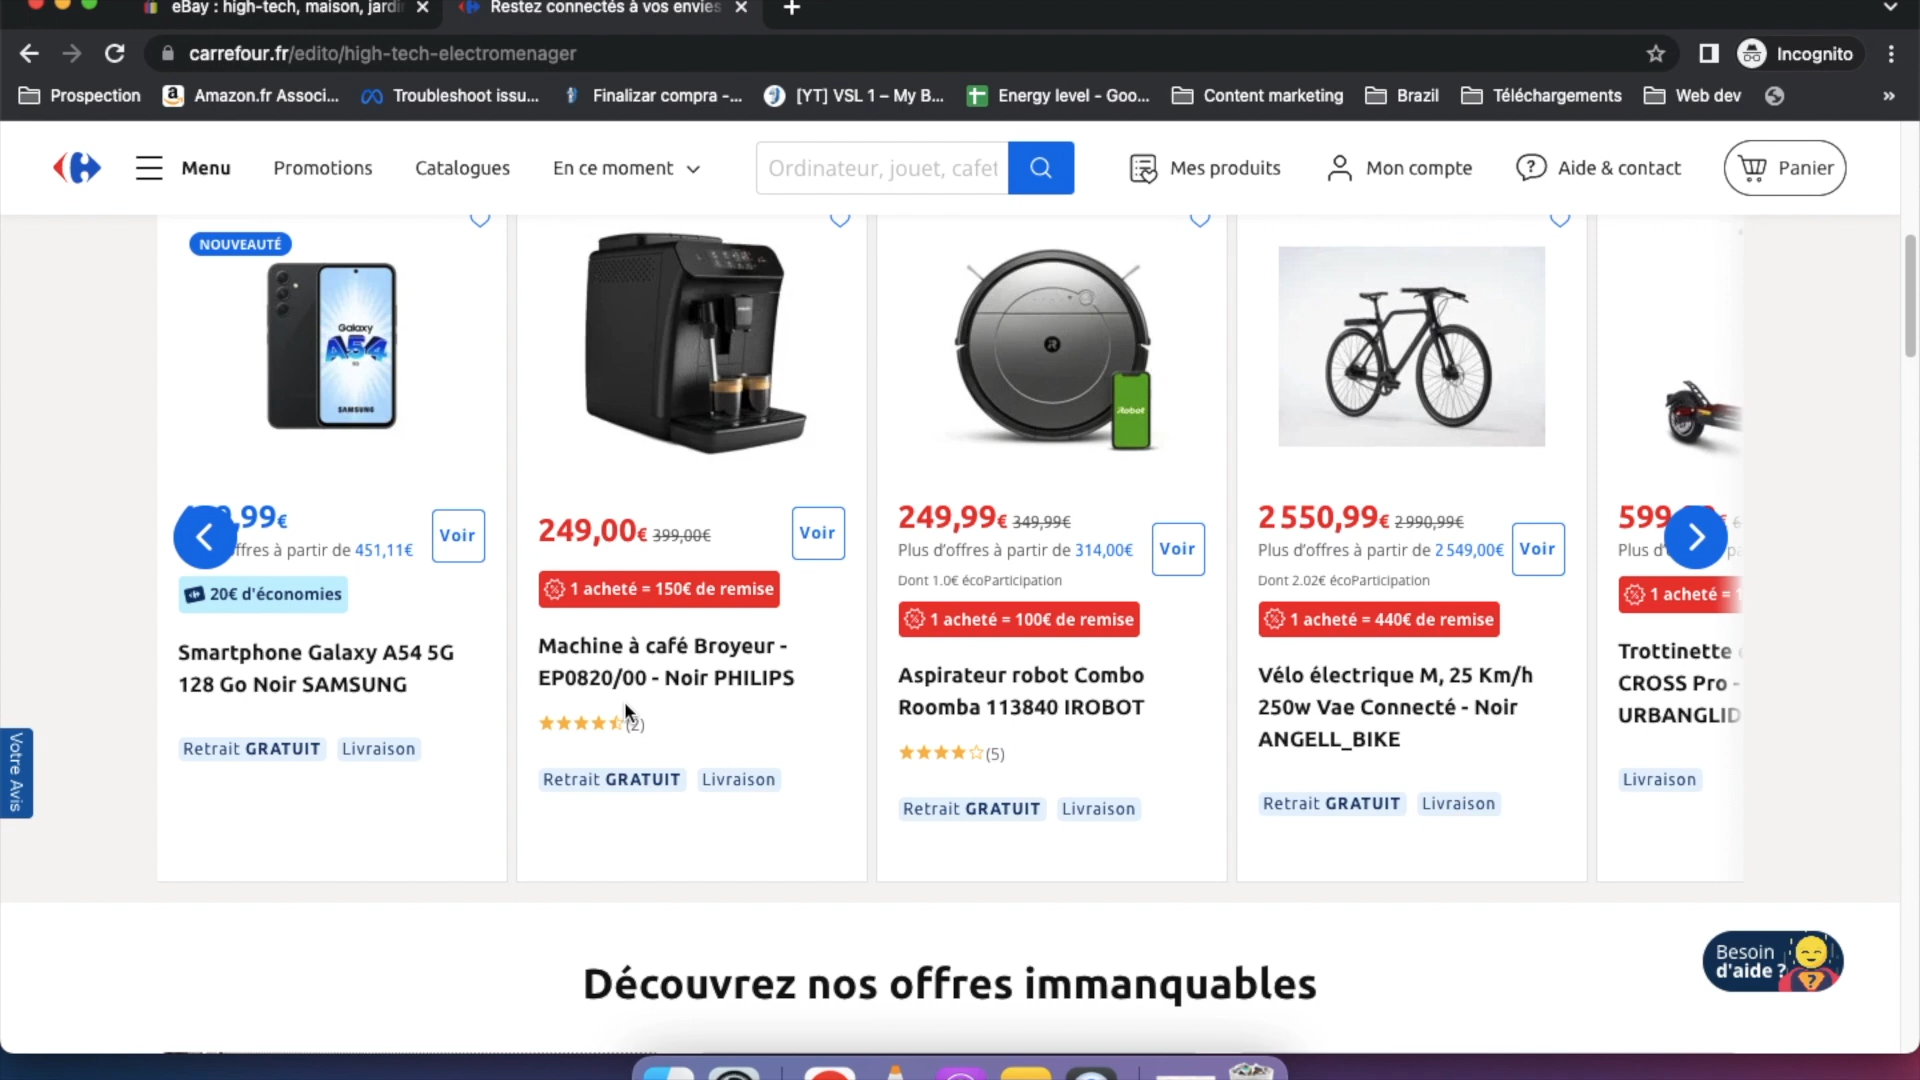 eBay : high-tech, maison, jardi
Restez connectés à vos envies
carrefour.fr/edito/high-tech-electromenager
Incognito
Prospection
Amazon.fr Associ...
Troubleshoot issu...
Finalizar compra -...
[YT] VSL 1 – My B...
Energy level - Goo...
Content marketing
Brazil
Téléchargements
Web dev
»
Menu
Promotions
Catalogues
En ce moment
Ordinateur, jouet, cafet
Mes produits
Mon compte
Aide & contact
Panier
NOUVEAUTÉ
Galaxy
A54
SAMSUNG
,99€
ffres à partir de 451,11€
Voir
20€ d'économies
Smartphone Galaxy A54 5G
128 Go Noir SAMSUNG
Retrait GRATUIT
Livraison
249,00€ 399,00€
Voir
1 acheté = 150€ de remise
Machine à café Broyeur -
EP0820/00 - Noir PHILIPS
(2)
Retrait GRATUIT
Livraison
iRobot
249,99€ 349,99€
Plus d'offres à partir de 314,00€
Voir
Dont 1.0€ écoParticipation
1 acheté = 100€ de remise
Aspirateur robot Combo
Roomba 113840 IROBOT
(5)
Retrait GRATUIT
Livraison
2 550,99€ 2 990,99€
Plus d'offres à partir de 2 549,00€
Voir
Dont 2.02€ écoParticipation
1 acheté = 440€ de remise
Vélo électrique M, 25 Km/h
250w Vae Connecté - Noir
ANGELL_BIKE
Retrait GRATUIT
Livraison
599
Plus d'
1 acheté =
Trottinette
CROSS Pro -
URBANGLID
Livraison
Votre Avis
Découvrez nos offres immanquables
Besoin
d'aide ?